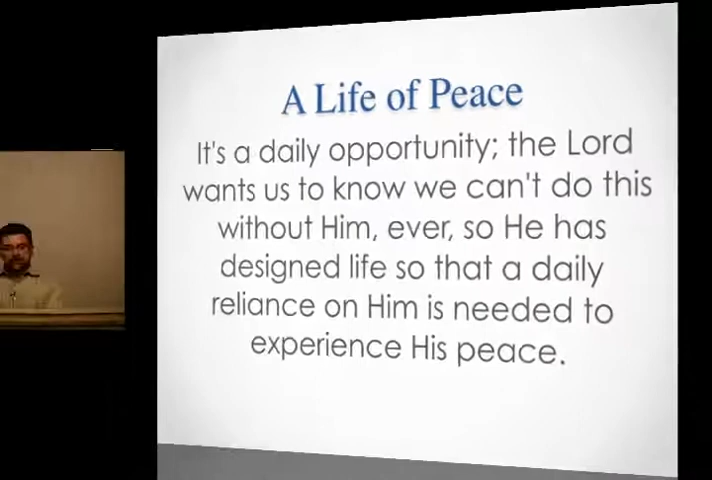 A Life of Peace
It's a daily opportunity; the Lord
wants us to know we can't do this
without Him, ever, so He has
designed life so that a daily
reliance on Him is needed to
experience His peace.